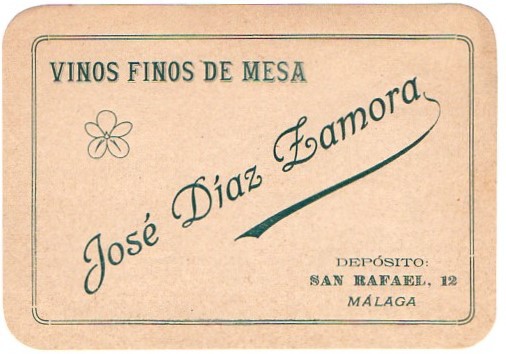 VINOS FINOS DE MESA
José Díaz Zamora
DEPÓSITO:
SAN RAFAEL, 12
MÁLAGA